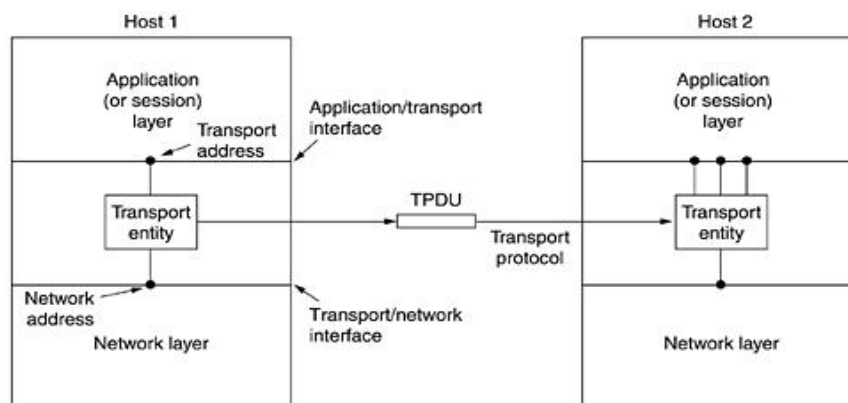 Host 1
Host 2
Application
(or session)
layer
Transport
address
Application/transport
interface
Application
(or session)
layer
Transport
entity
TPDU
Transport
protocol
Transport
entity
Network
address
Transport/network
interface
Network layer
Network layer